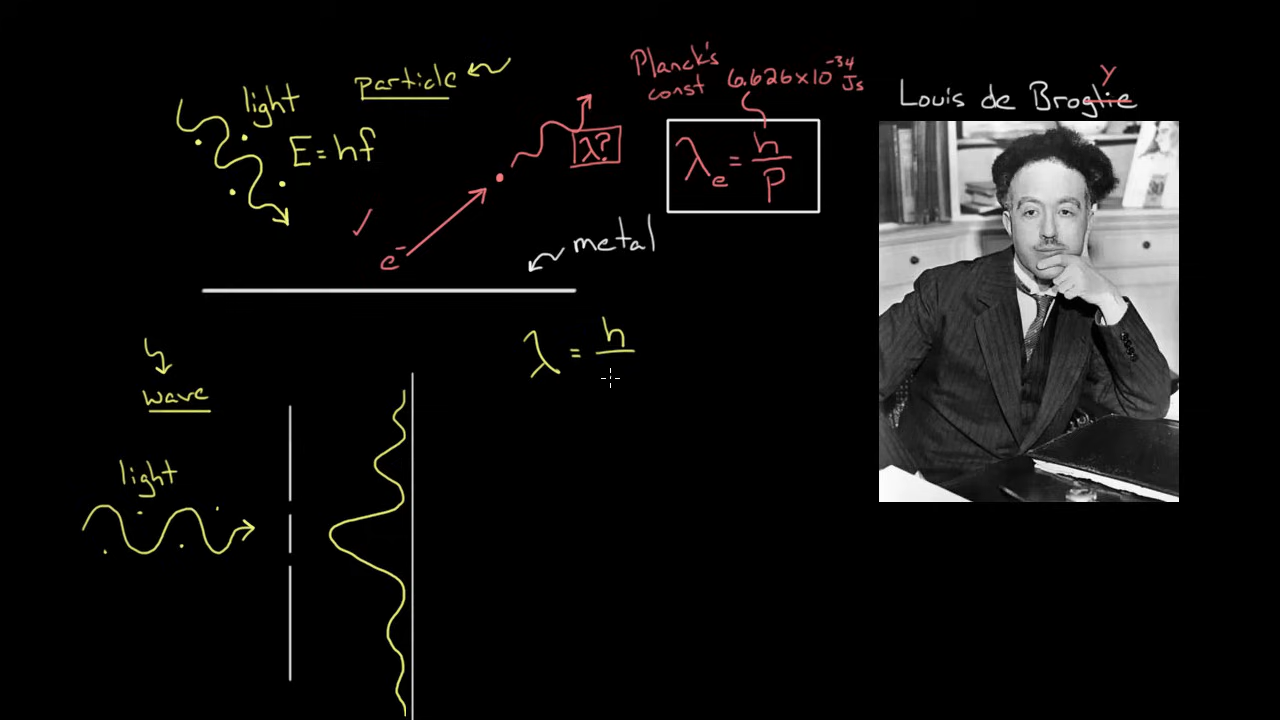 particle
light
E = hf
λ?
e⁻
Planck's
const 6.626×10⁻³⁴ Js
λe = h/P
Y
Louis de Broglie
metal
λ = h/
wave
light